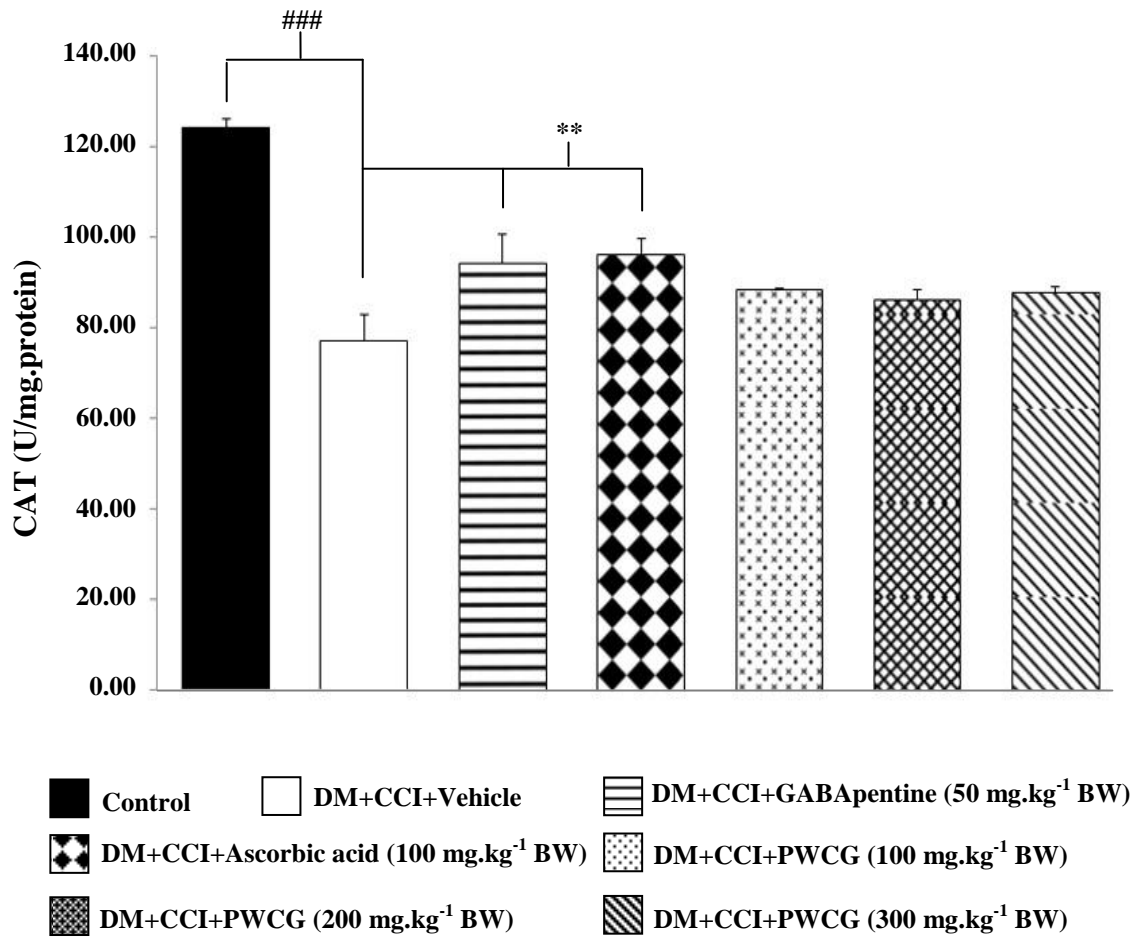 ###
140.00
120.00
**
100.00
80.00
60.00
40.00
20.00
0.00
CAT (U/mg.protein)
Control
DM+CCI+Vehicle
DM+CCI+GABApentine (50 mg.kg⁻¹ BW)
DM+CCI+Ascorbic acid (100 mg.kg⁻¹ BW)
DM+CCI+PWCG (100 mg.kg⁻¹ BW)
DM+CCI+PWCG (200 mg.kg⁻¹ BW)
DM+CCI+PWCG (300 mg.kg⁻¹ BW)